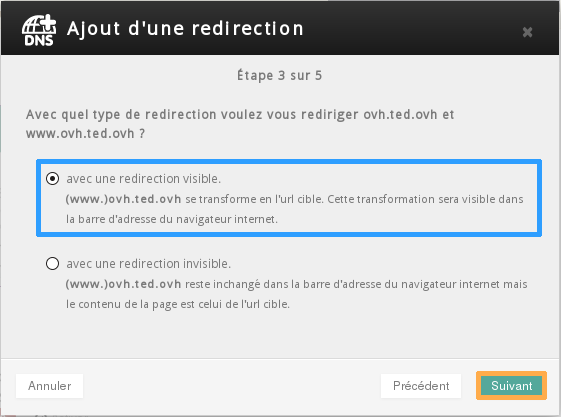 DNS
Ajout d'une redirection
Étape 3 sur 5
Avec quel type de redirection voulez vous rediriger ovh.ted.ovh et
www.ovh.ted.ovh ?
avec une redirection visible.
(www.)ovh.ted.ovh se transforme en l'url cible. Cette transformation sera visible dans
la barre d'adresse du navigateur internet.
avec une redirection invisible.
(www.)ovh.ted.ovh reste inchangé dans la barre d'adresse du navigateur internet mais
le contenu de la page est celui de l'url cible.
Annuler
Précédent
Suivant